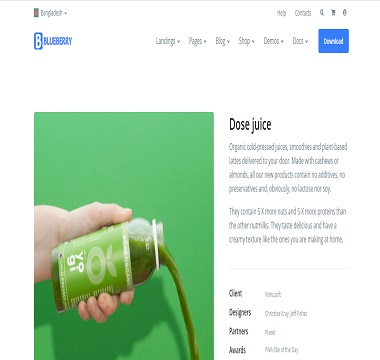 Bangladesh
Help Contacts
BLUEBERRY
Landings Pages Blog Shop Demos Docs Download
Dose juice
Organic cold-pressed juices, smoothies and plant-based
lattes delivered to your door. Made with cashews or
almonds, all our new products contain no additives, no
preservatives and, obviously, no lactose nor soy.
They contain 5 X more nuts and 5 X more proteins than
the other nutmilks. They taste delicious and have a
creamy texture like the ones you are making at home.
Client Filmcosoft
Designers Christina Kray, Jeff Fisher
Partners Pixeel
Awards FWA Site of the Day
yo
gi